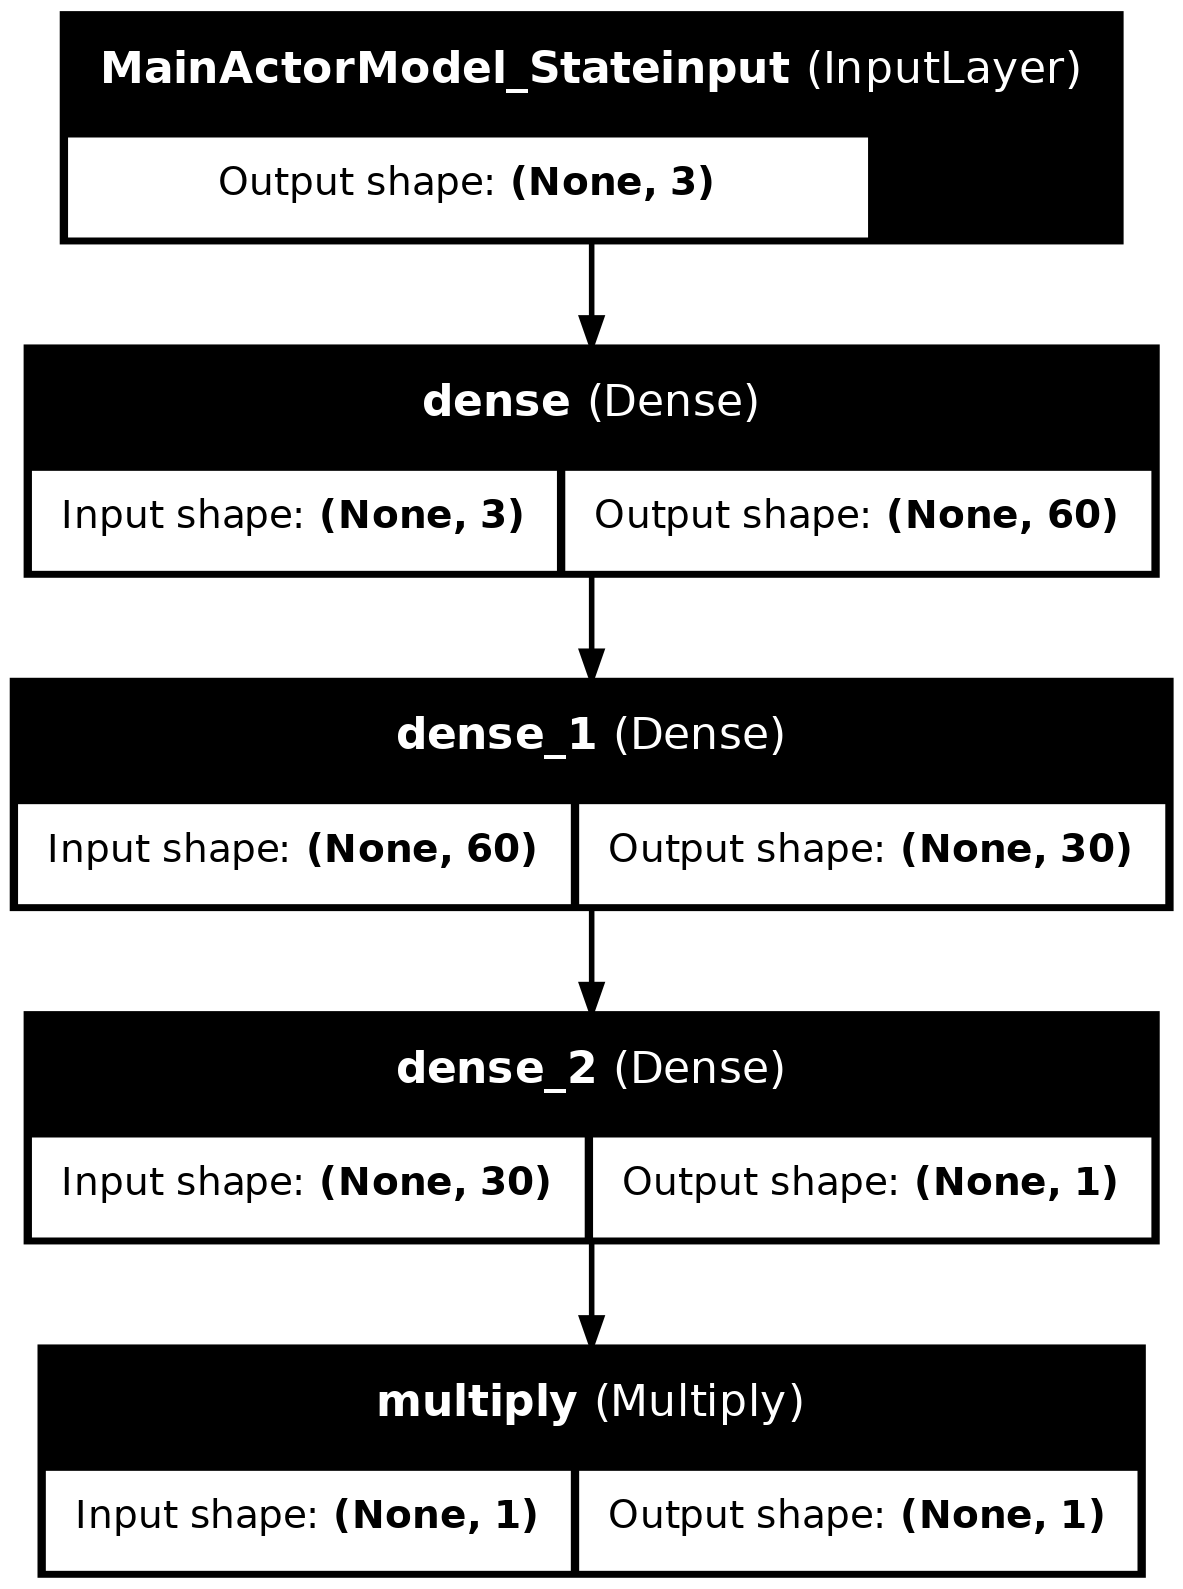 MainActorModel_Stateinput (InputLayer)
Output shape: (None, 3)
dense (Dense)
Input shape: (None, 3) Output shape: (None, 60)
dense_1 (Dense)
Input shape: (None, 60) Output shape: (None, 30)
dense_2 (Dense)
Input shape: (None, 30) Output shape: (None, 1)
multiply (Multiply)
Input shape: (None, 1) Output shape: (None, 1)